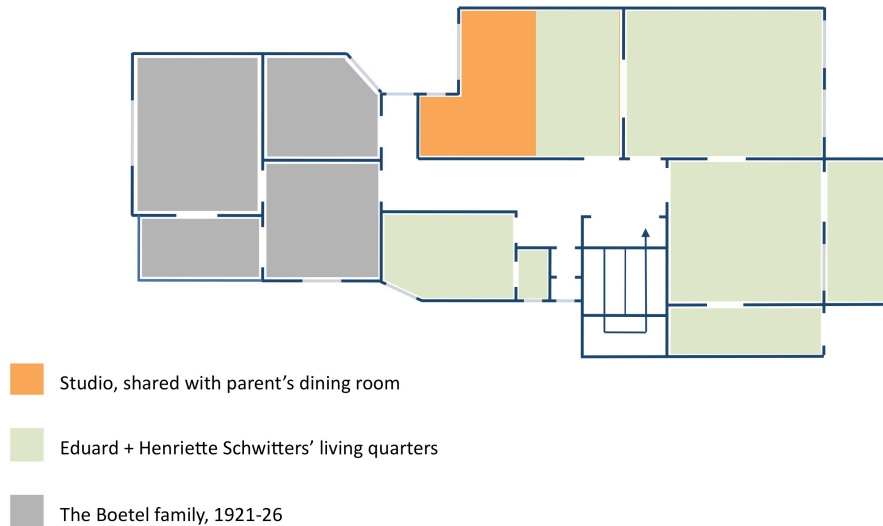 Studio, shared with parent's dining room
Eduard + Henriette Schwitters' living quarters
The Boetel family, 1921-26